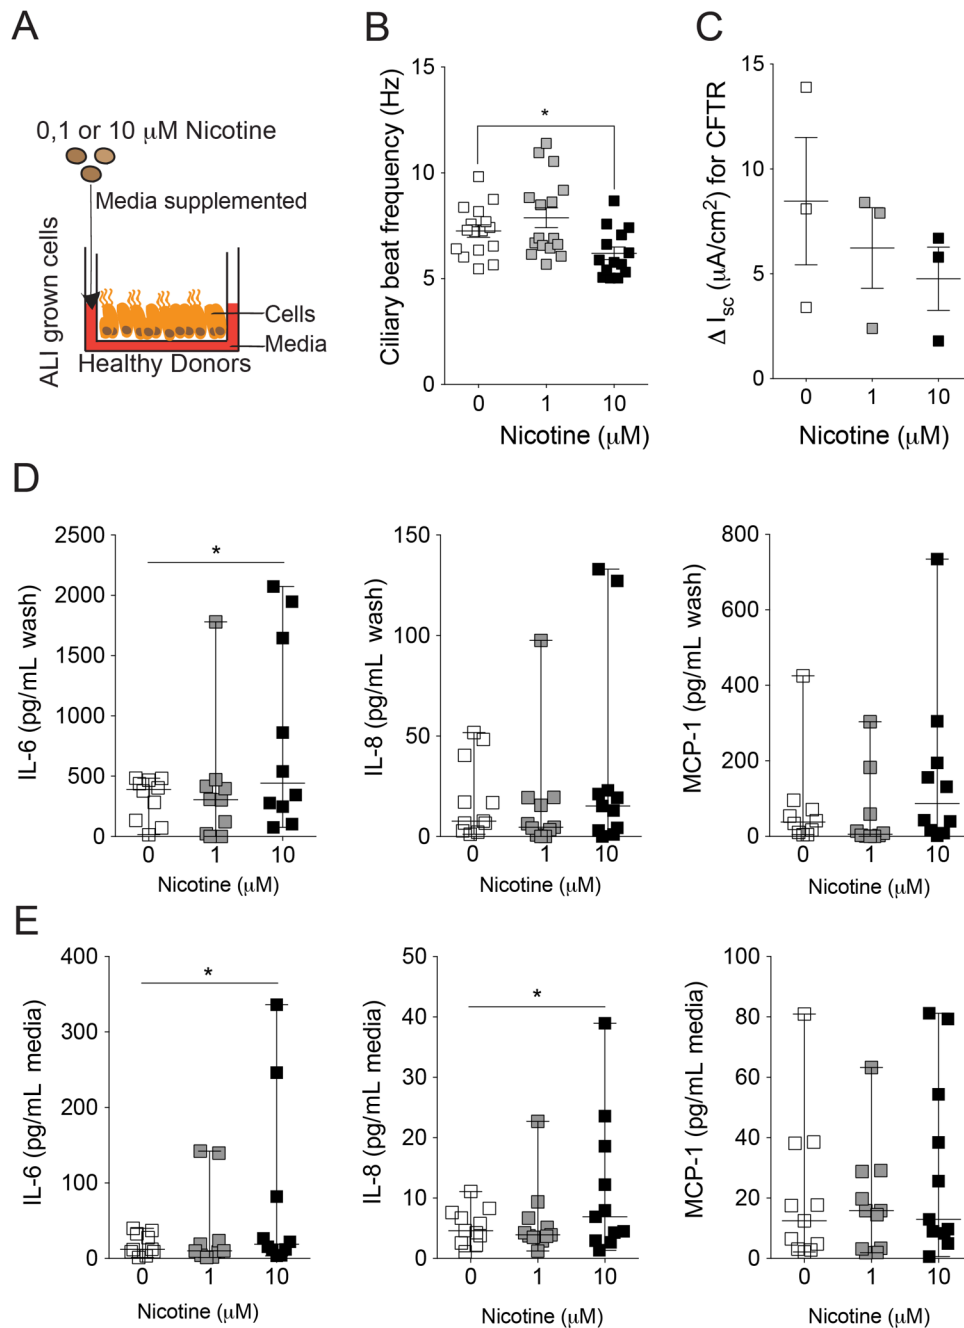 A
0,1 or 10 μM Nicotine
Media supplemented
ALI grown cells
Cells
Media
Healthy Donors
B
Ciliary beat frequency (Hz)
15
10
5
0
*
0 1 10
Nicotine (μM)
C
Δ Isc (μA/cm²) for CFTR
15
10
5
0
0 1 10
Nicotine (μM)
D
IL-6 (pg/mL wash)
2500
2000
1500
1000
500
0
*
0 1 10
Nicotine (μM)
IL-8 (pg/mL wash)
150
100
50
0
0 1 10
Nicotine (μM)
MCP-1 (pg/mL wash)
800
600
400
200
0
0 1 10
Nicotine (μM)
E
IL-6 (pg/mL media)
400
300
200
100
0
*
0 1 10
Nicotine (μM)
IL-8 (pg/mL media)
50
40
30
20
10
0
*
0 1 10
Nicotine (μM)
MCP-1 (pg/mL media)
100
80
60
40
20
0
0 1 10
Nicotine (μM)